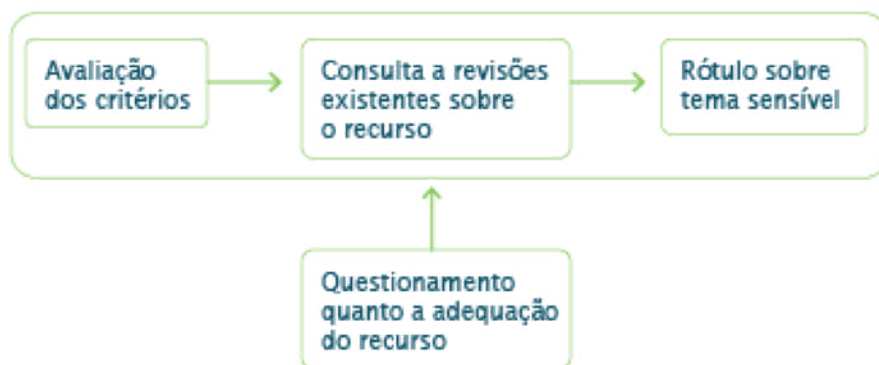 Avaliação
dos critérios
Consulta a revisões
existentes sobre
o recurso
Rótulo sobre
tema sensível
Questionamento
quanto a adequação
do recurso